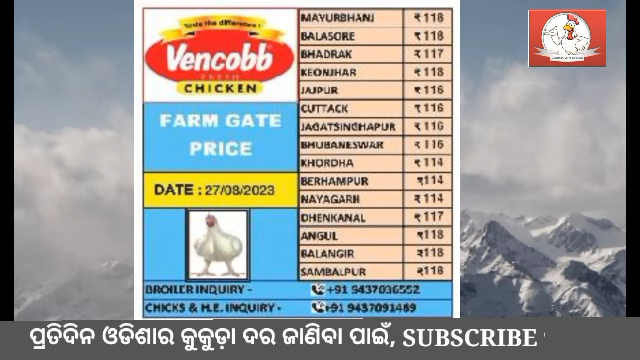 taste the difference !
Vencobb
FRESH
CHICKEN
FARM GATE
PRICE
DATE : 27/08/2023
MAYURBHANJ ₹118
BALASORE ₹118
BHADRAK ₹117
KEONJHAR ₹118
JAJPUR ₹116
CUTTACK ₹116
JAGATSINGHAPUR ₹116
BHUBANESWAR ₹116
KHORDHA ₹114
BERHAMPUR ₹114
NAYAGARH ₹114
DHENKANAL ₹117
ANGUL ₹118
BALANGIR ₹118
SAMBALPUR ₹118
BROILER INQUIRY - +91 9437036552
CHICKS & H.E. INQUIRY - +91 9437091489
ପ୍ରତିଦିନ ଓଡିଶାର କୁକୁଡ଼ା ଦର ଜାଣିବା ପାଇଁ, SUBSCRIBE